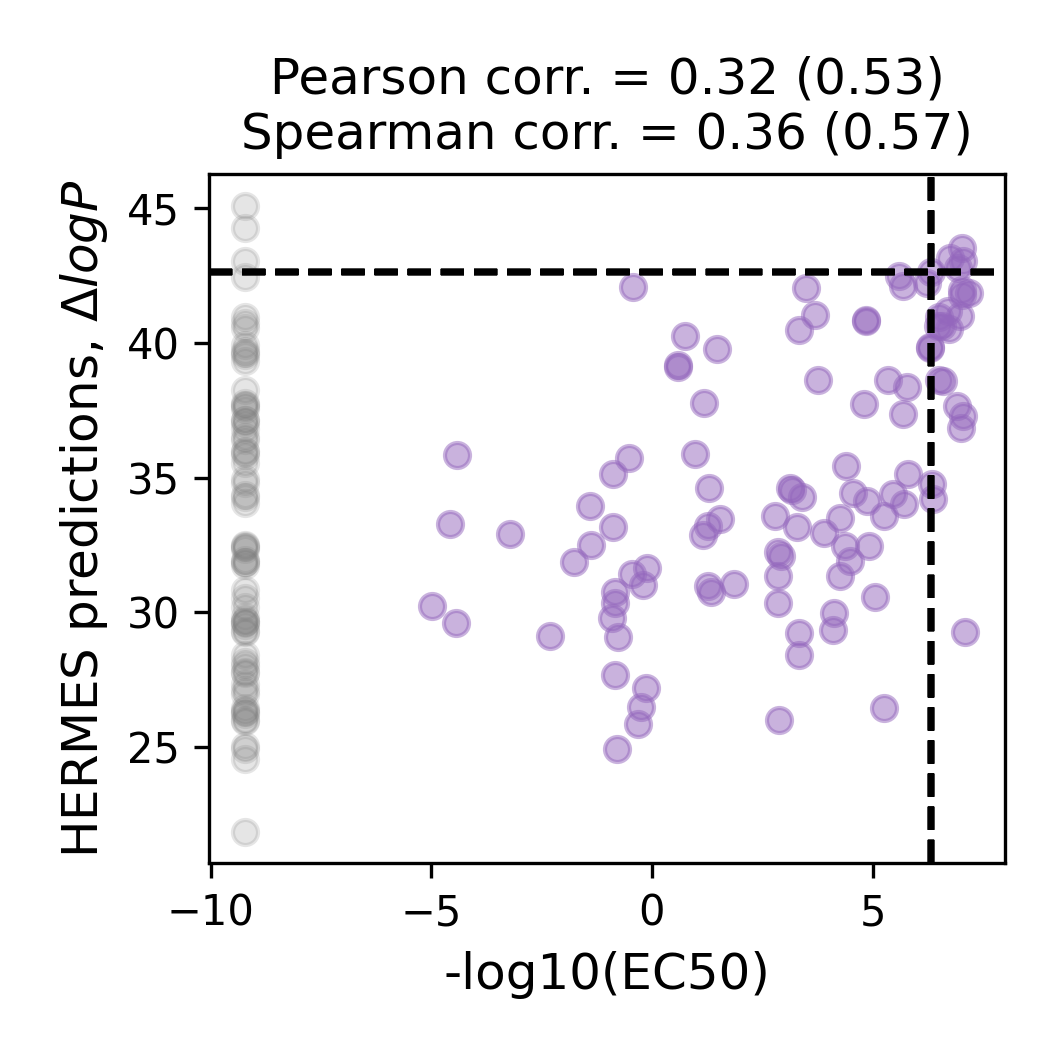 Pearson corr. = 0.32 (0.53)
Spearman corr. = 0.36 (0.57)
HERMES predictions, ΔlogP
45
40
35
30
25
−10
−5
0
5
-log10(EC50)